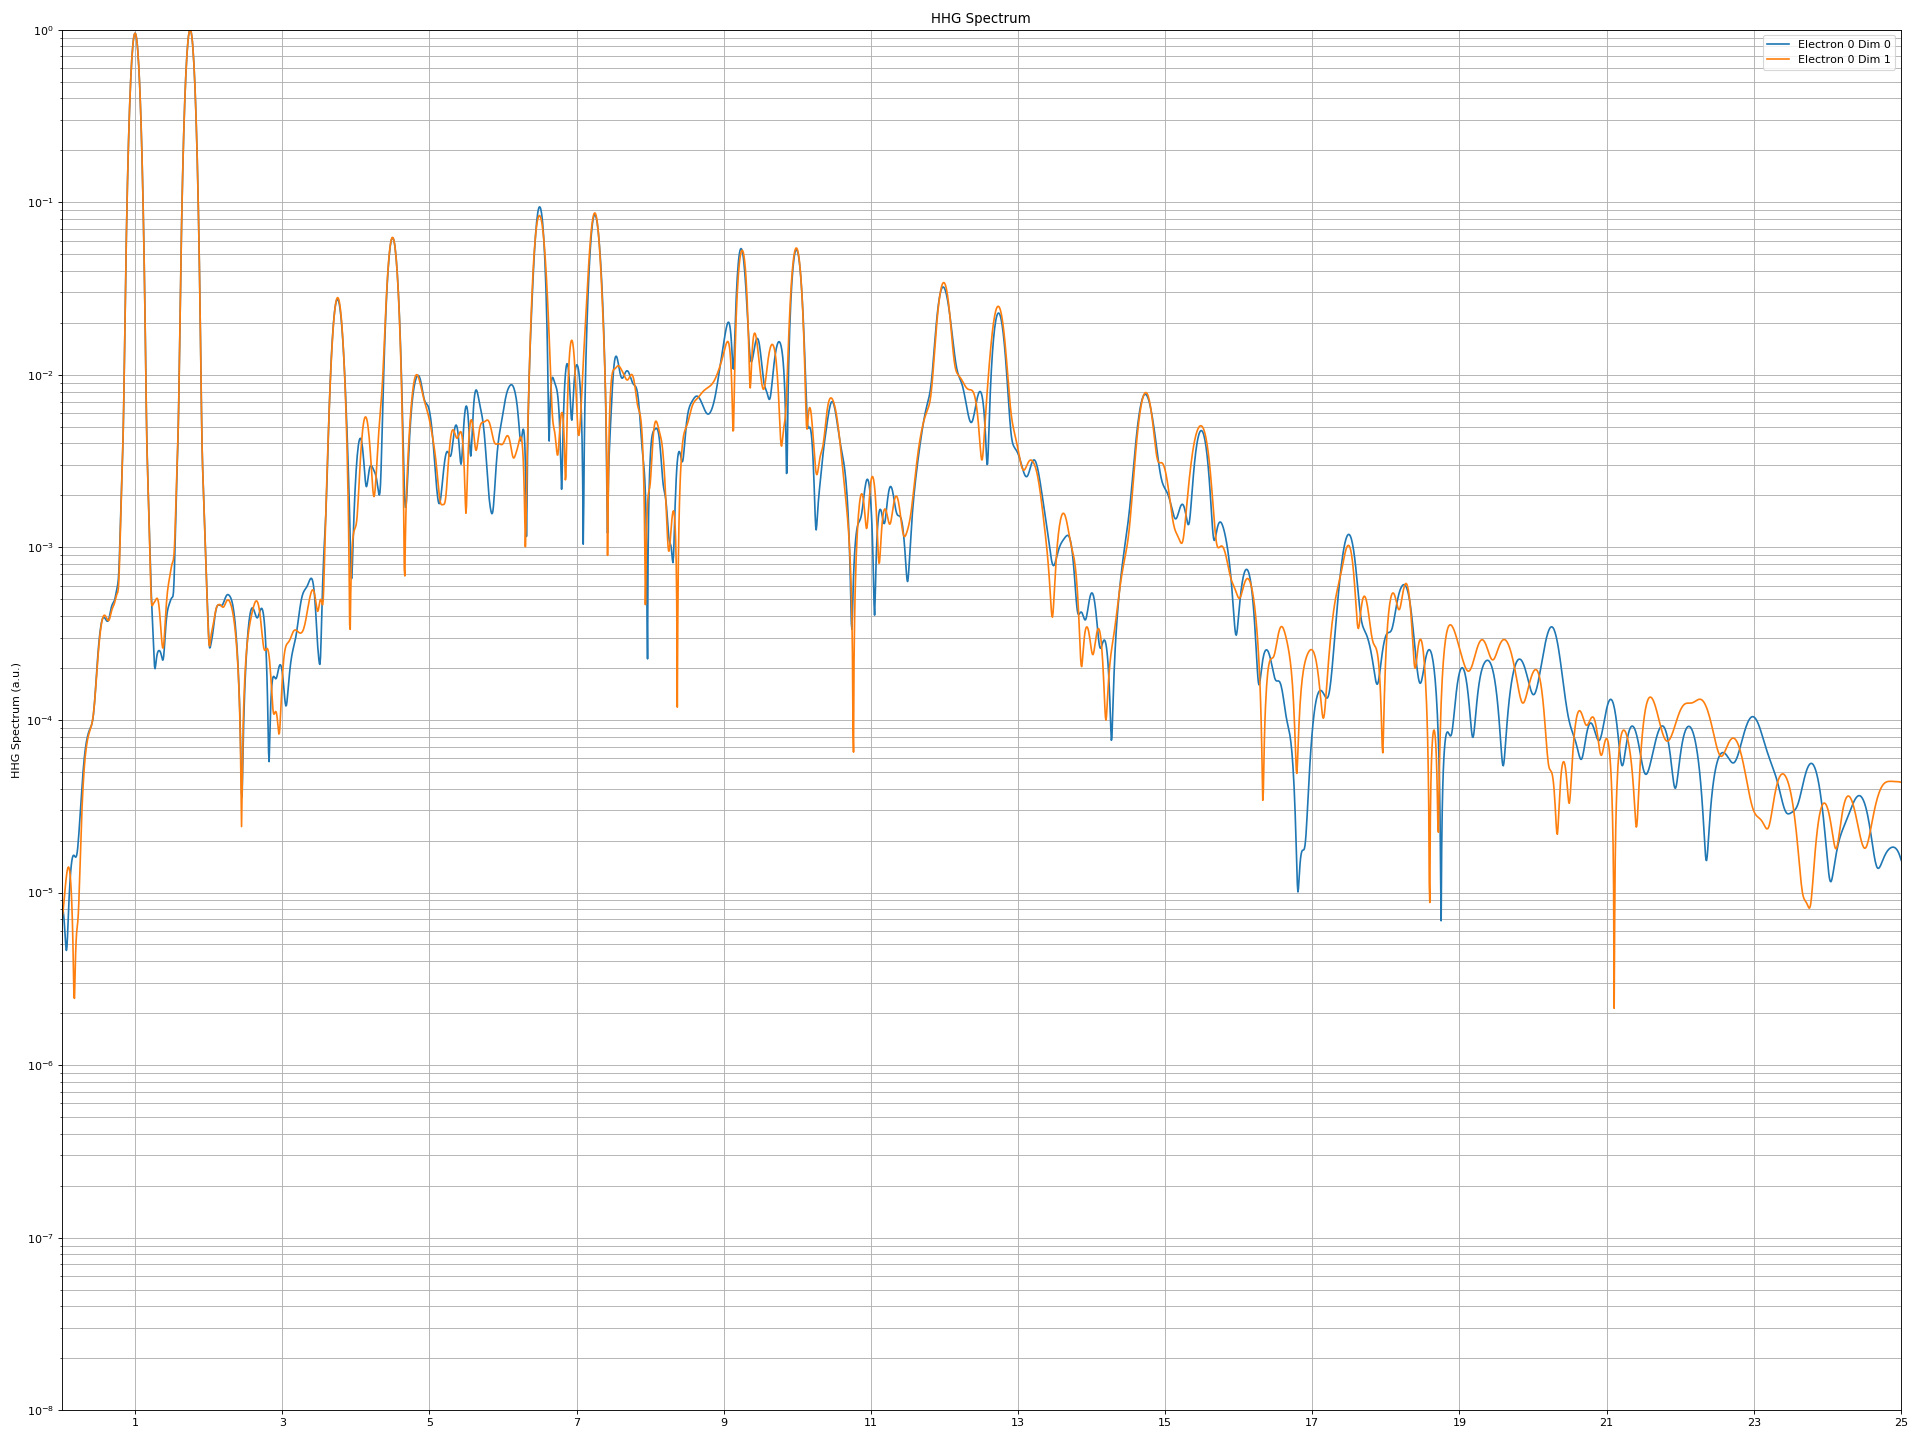 HHG Spectrum
Electron 0 Dim 0
Electron 0 Dim 1
HHG Spectrum (a.u.)
10⁰
10⁻¹
10⁻²
10⁻³
10⁻⁴
10⁻⁵
10⁻⁶
10⁻⁷
10⁻⁸
1 3 5 7 9 11 13 15 17 19 21 23 25